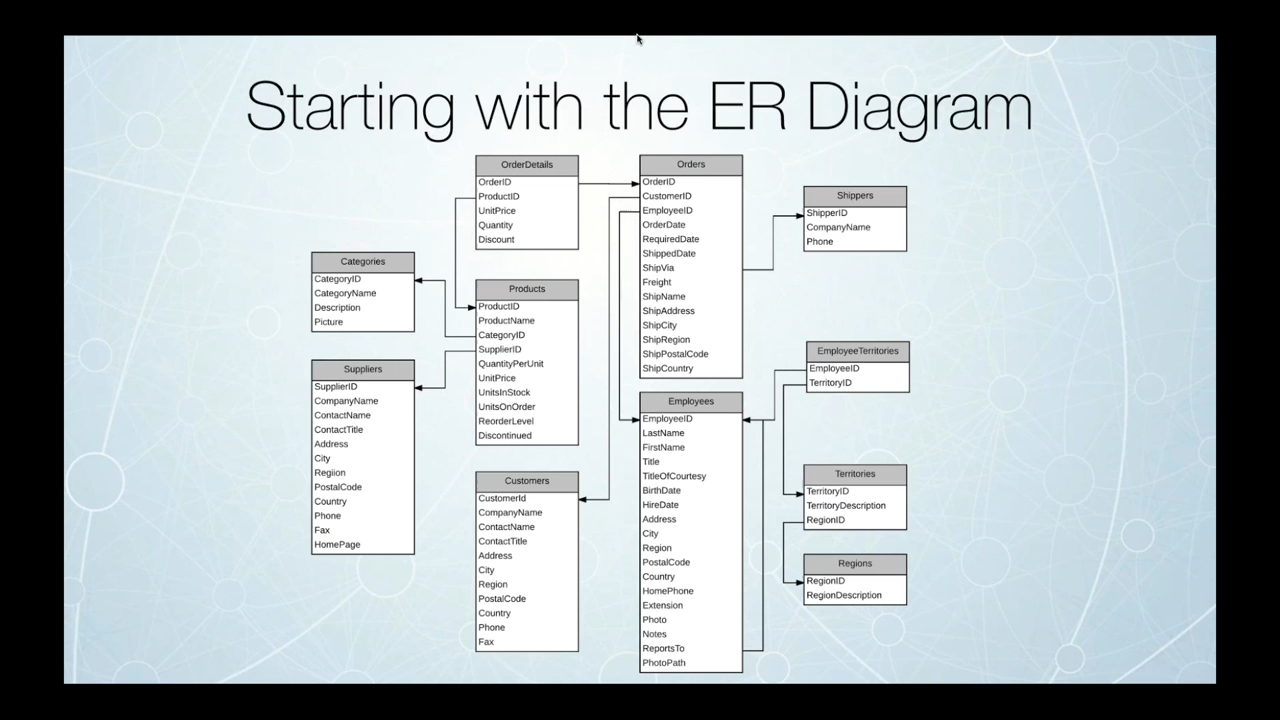 Starting with the ER Diagram
OrderDetails
OrderID
ProductID
UnitPrice
Quantity
Discount
Orders
OrderID
CustomerID
EmployeeID
OrderDate
RequiredDate
ShippedDate
ShipVia
Freight
ShipName
ShipAddress
ShipCity
ShipRegion
ShipPostalCode
ShipCountry
Shippers
ShipperID
CompanyName
Phone
Categories
CategoryID
CategoryName
Description
Picture
Products
ProductID
ProductName
CategoryID
SupplierID
QuantityPerUnit
UnitPrice
UnitsInStock
UnitsOnOrder
ReorderLevel
Discontinued
EmployeeTerritories
EmployeeID
TerritoryID
Suppliers
SupplierID
CompanyName
ContactName
ContactTitle
Address
City
Regiion
PostalCode
Country
Phone
Fax
HomePage
Employees
EmployeeID
LastName
FirstName
Title
TitleOfCourtesy
BirthDate
HireDate
Address
City
Region
PostalCode
Country
HomePhone
Extension
Photo
Notes
ReportsTo
PhotoPath
Customers
CustomerId
CompanyName
ContactName
ContactTitle
Address
City
Region
PostalCode
Country
Phone
Fax
Territories
TerritoryID
TerritoryDescription
RegionID
Regions
RegionID
RegionDescription